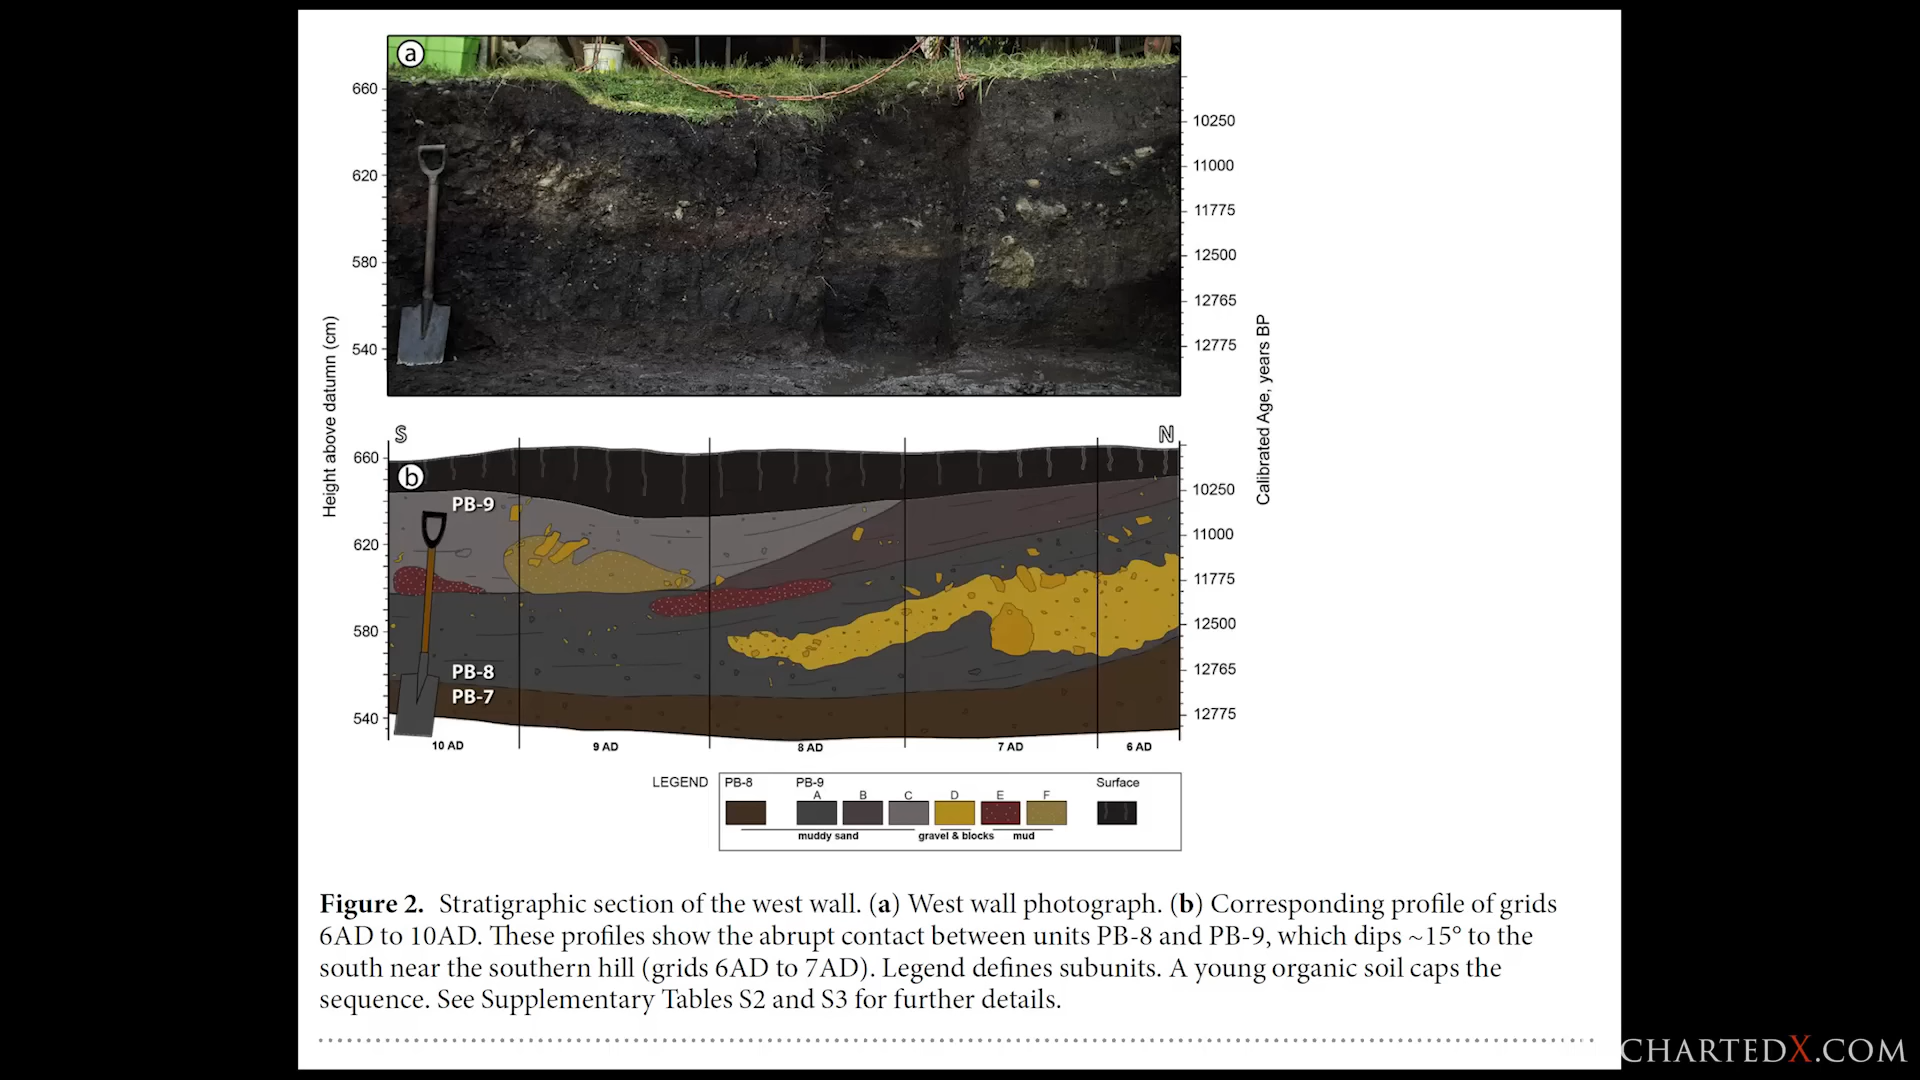 a
660
620
580
540
10250
11000
11775
12500
12765
12775
Height above datumn (cm)
Calibrated Age, years BP
S
N
b
660
620
580
540
PB-9
PB-8
PB-7
10250
11000
11775
12500
12765
12775
10 AD 9 AD 8 AD 7 AD 6 AD
LEGEND PB-8 PB-9 Surface
A B C D E F
muddy sand gravel & blocks mud
Figure 2. Stratigraphic section of the west wall. (a) West wall photograph. (b) Corresponding profile of grids
6AD to 10AD. These profiles show the abrupt contact between units PB-8 and PB-9, which dips ~15° to the
south near the southern hill (grids 6AD to 7AD). Legend defines subunits. A young organic soil caps the
sequence. See Supplementary Tables S2 and S3 for further details.
CHARTEDX.COM